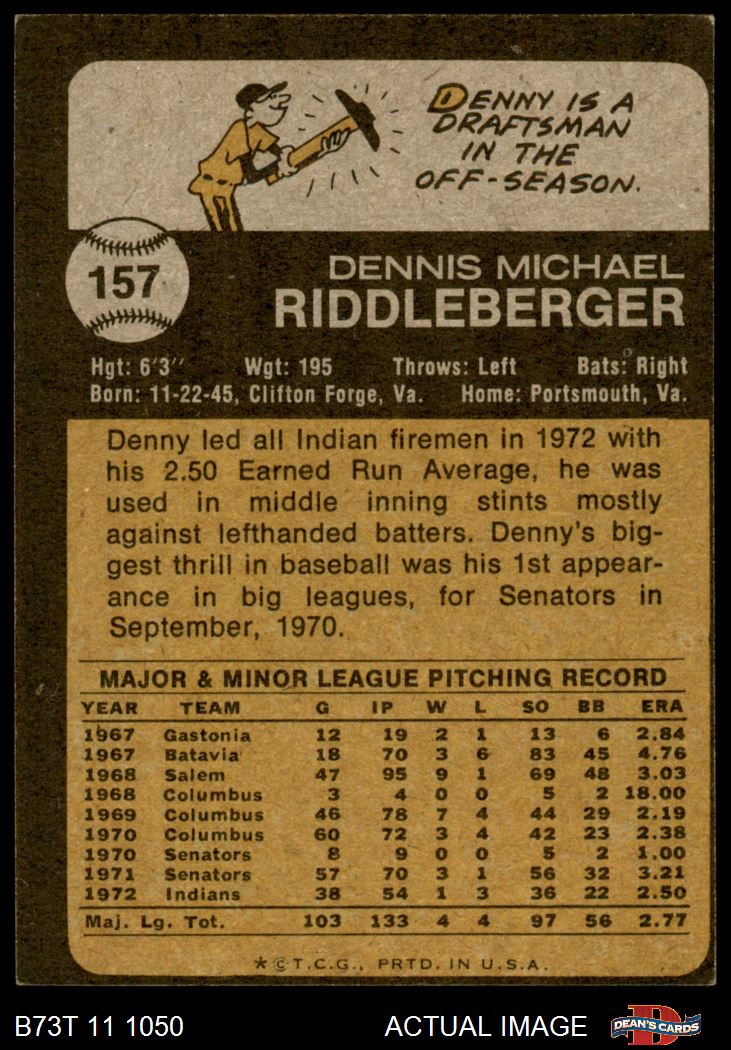 DENNY IS A
DRAFTSMAN
IN THE
OFF-SEASON.
157
DENNIS MICHAEL
RIDDLEBERGER
Hgt: 6'3" Wgt: 195 Throws: Left Bats: Right
Born: 11-22-45, Clifton Forge, Va. Home: Portsmouth, Va.
Denny led all Indian firemen in 1972 with
his 2.50 Earned Run Average, he was
used in middle inning stints mostly
against lefthanded batters. Denny's big-
gest thrill in baseball was his 1st appear-
ance in big leagues, for Senators in
September, 1970.
MAJOR & MINOR LEAGUE PITCHING RECORD
YEAR TEAM G IP W L SO BB ERA
1967 Gastonia 12 19 2 1 13 6 2.84
1967 Batavia 18 70 3 6 83 45 4.76
1968 Salem 47 95 9 1 69 48 3.03
1968 Columbus 3 4 0 0 5 2 18.00
1969 Columbus 46 78 7 4 44 29 2.19
1970 Columbus 60 72 3 4 42 23 2.38
1970 Senators 8 9 0 0 5 2 1.00
1971 Senators 57 70 3 1 56 32 3.21
1972 Indians 38 54 1 3 36 22 2.50
Maj. Lg. Tot. 103 133 4 4 97 56 2.77
*©T.C.G., PRTD. IN U.S.A.
B73T 11 1050 ACTUAL IMAGE DEAN'S CARDS